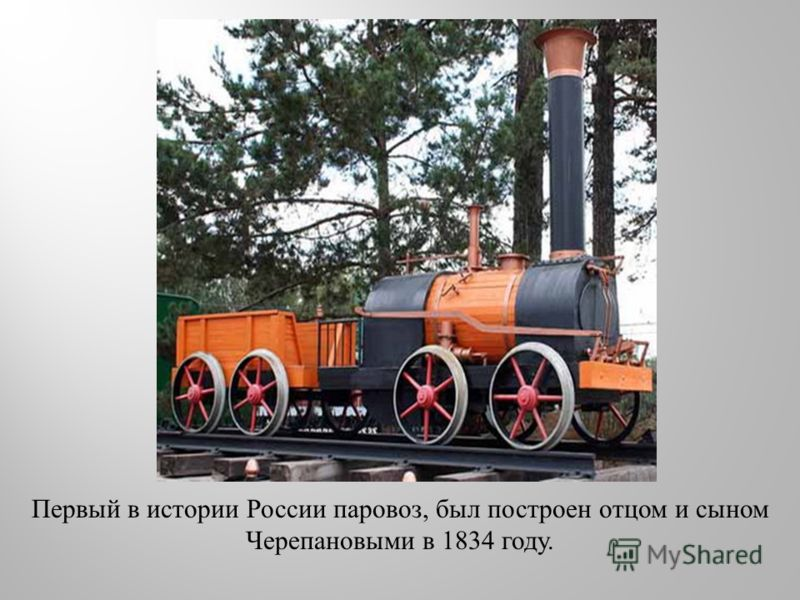 Первый в истории России паровоз, был построен отцом и сыном
Черепановыми в 1834 году.
MyShared